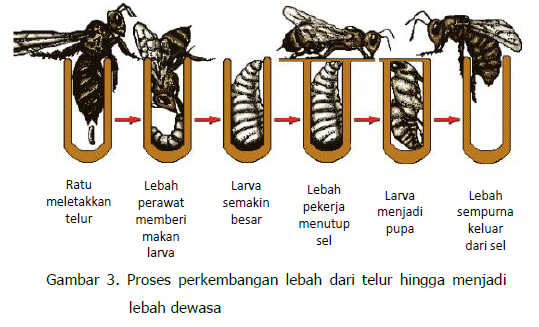 Ratu
meletakkan
telur
Lebah
perawat
memberi
makan
larva
Larva
semakin
besar
Lebah
pekerja
menutup
sel
Larva
menjadi
pupa
Lebah
sempurna
keluar
dari sel
Gambar 3. Proses perkembangan lebah dari telur hingga menjadi
lebah dewasa